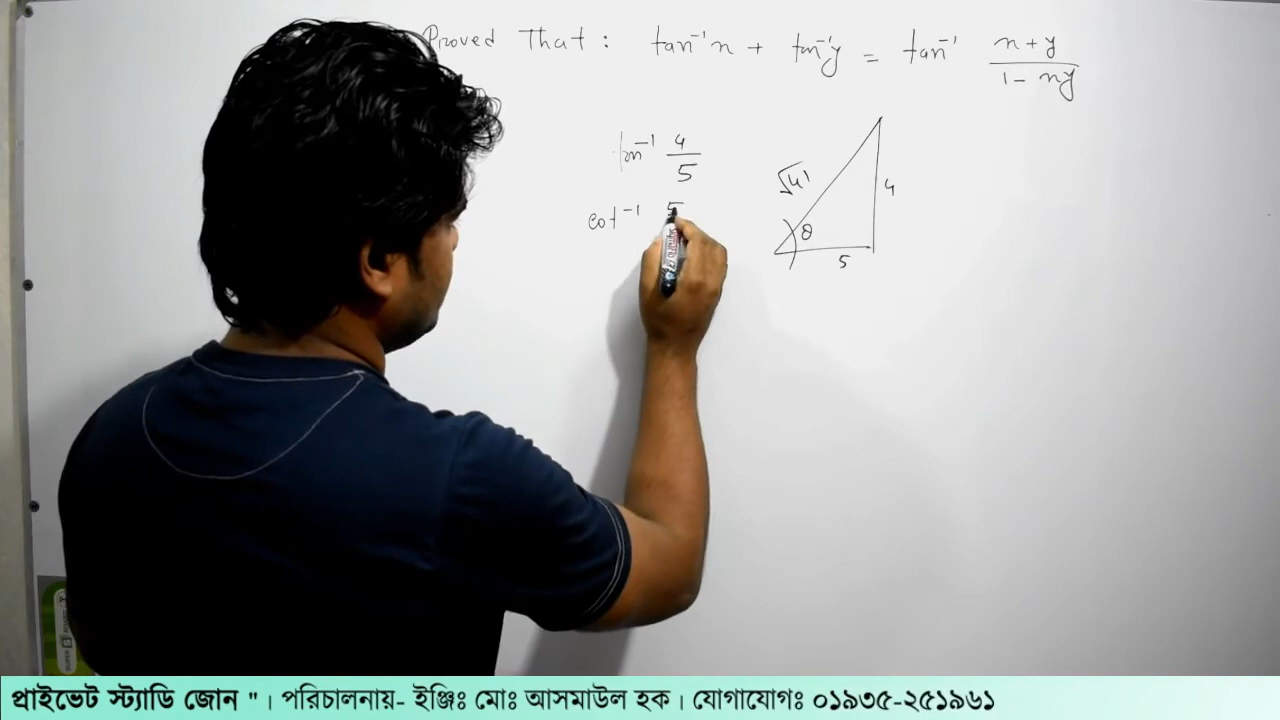 Proved That : tan⁻¹x + tan⁻¹y = tan⁻¹ x + y / 1 - xy
tan⁻¹ 4/5
√41
4
cot⁻¹ 5
θ
5
প্রাইভেট স্ট্যাডি জোন " । পরিচালনায়- ইঞ্জিঃ মোঃ আসমাউল হক । যোগাযোগঃ ০১৯৩৫-২৫১৯৬১